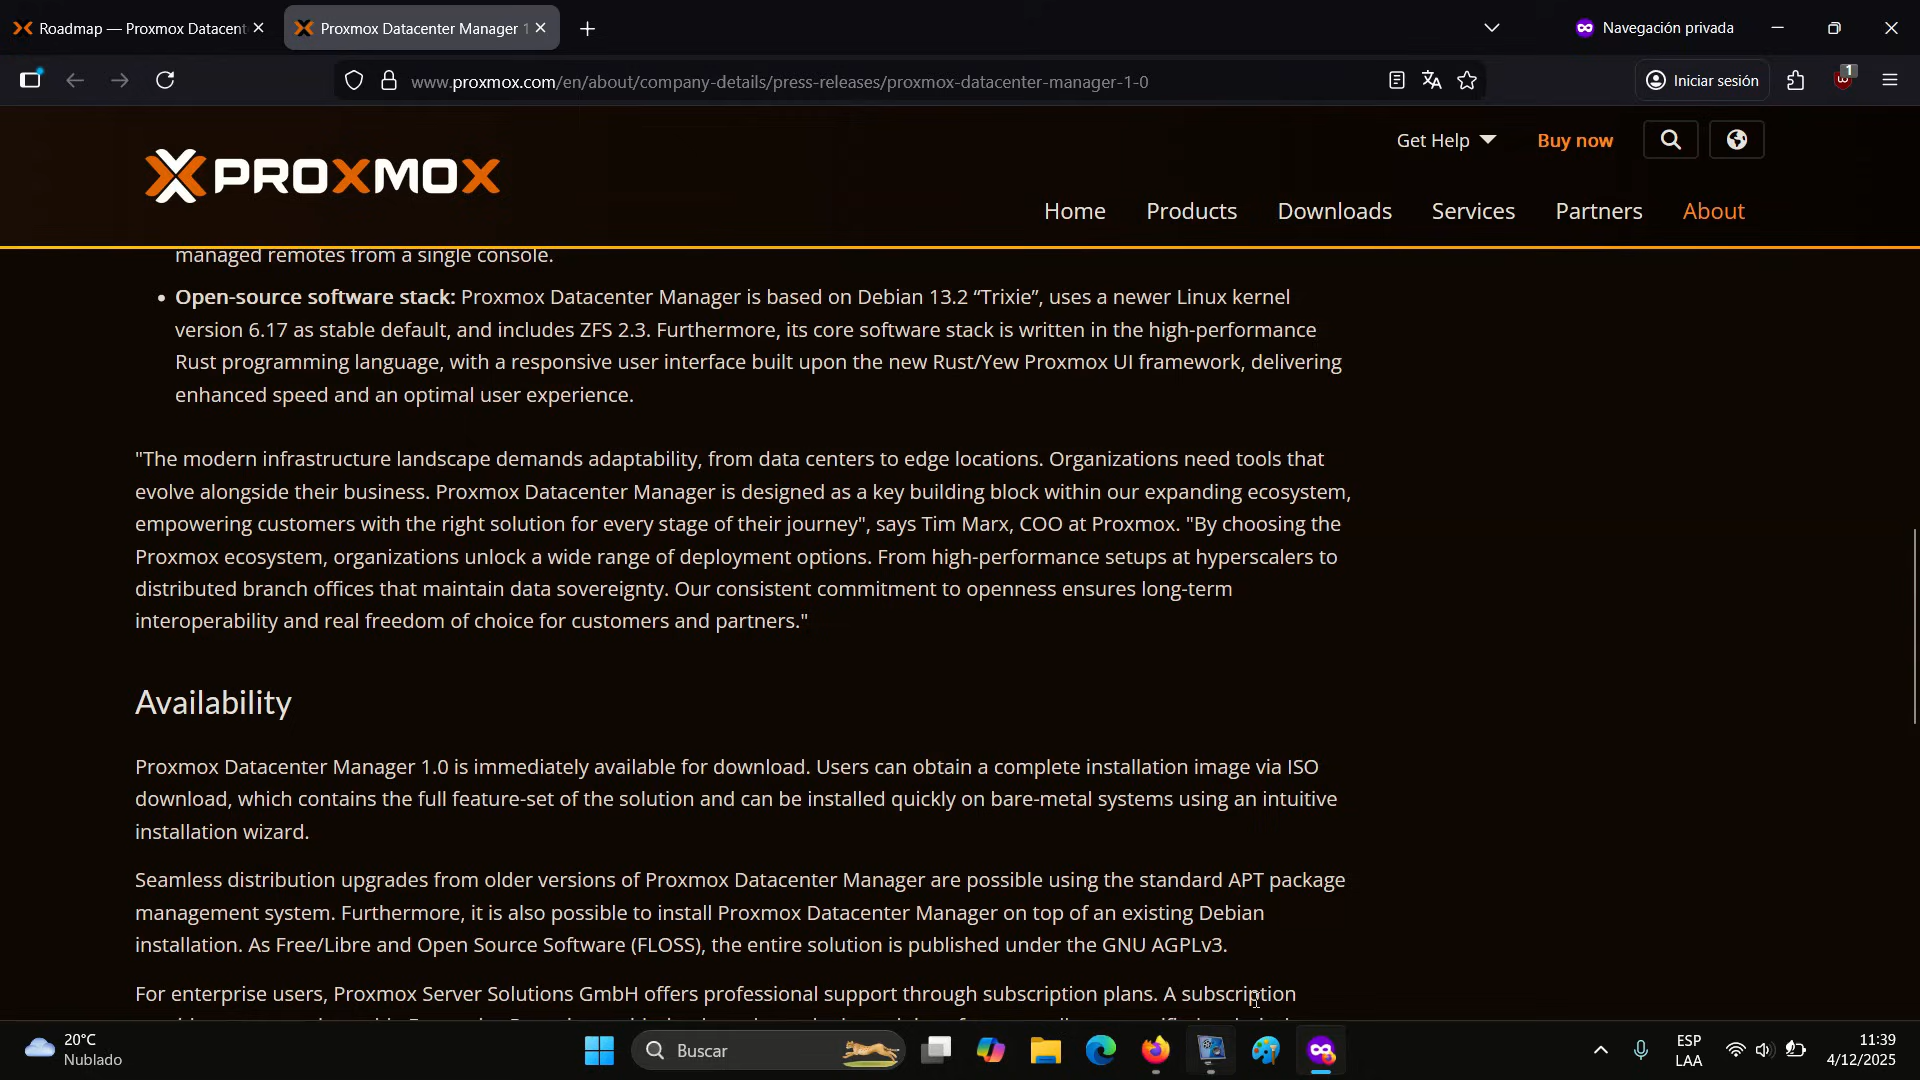 Roadmap — Proxmox Datacent
Proxmox Datacenter Manager 1
Navegación privada
www.proxmox.com/en/about/company-details/press-releases/proxmox-datacenter-manager-1-0
Iniciar sesión
1
Get Help
Buy now
PROXMOX
Home
Products
Downloads
Services
Partners
About
managed remotes from a single console.
• Open-source software stack: Proxmox Datacenter Manager is based on Debian 13.2 “Trixie”, uses a newer Linux kernel
version 6.17 as stable default, and includes ZFS 2.3. Furthermore, its core software stack is written in the high-performance
Rust programming language, with a responsive user interface built upon the new Rust/Yew Proxmox UI framework, delivering
enhanced speed and an optimal user experience.
"The modern infrastructure landscape demands adaptability, from data centers to edge locations. Organizations need tools that
evolve alongside their business. Proxmox Datacenter Manager is designed as a key building block within our expanding ecosystem,
empowering customers with the right solution for every stage of their journey", says Tim Marx, COO at Proxmox. "By choosing the
Proxmox ecosystem, organizations unlock a wide range of deployment options. From high-performance setups at hyperscalers to
distributed branch offices that maintain data sovereignty. Our consistent commitment to openness ensures long-term
interoperability and real freedom of choice for customers and partners."
Availability
Proxmox Datacenter Manager 1.0 is immediately available for download. Users can obtain a complete installation image via ISO
download, which contains the full feature-set of the solution and can be installed quickly on bare-metal systems using an intuitive
installation wizard.
Seamless distribution upgrades from older versions of Proxmox Datacenter Manager are possible using the standard APT package
management system. Furthermore, it is also possible to install Proxmox Datacenter Manager on top of an existing Debian
installation. As Free/Libre and Open Source Software (FLOSS), the entire solution is published under the GNU AGPLv3.
For enterprise users, Proxmox Server Solutions GmbH offers professional support through subscription plans. A subscription
20°C
Nublado
Buscar
ESP
LAA
11:39
4/12/2025